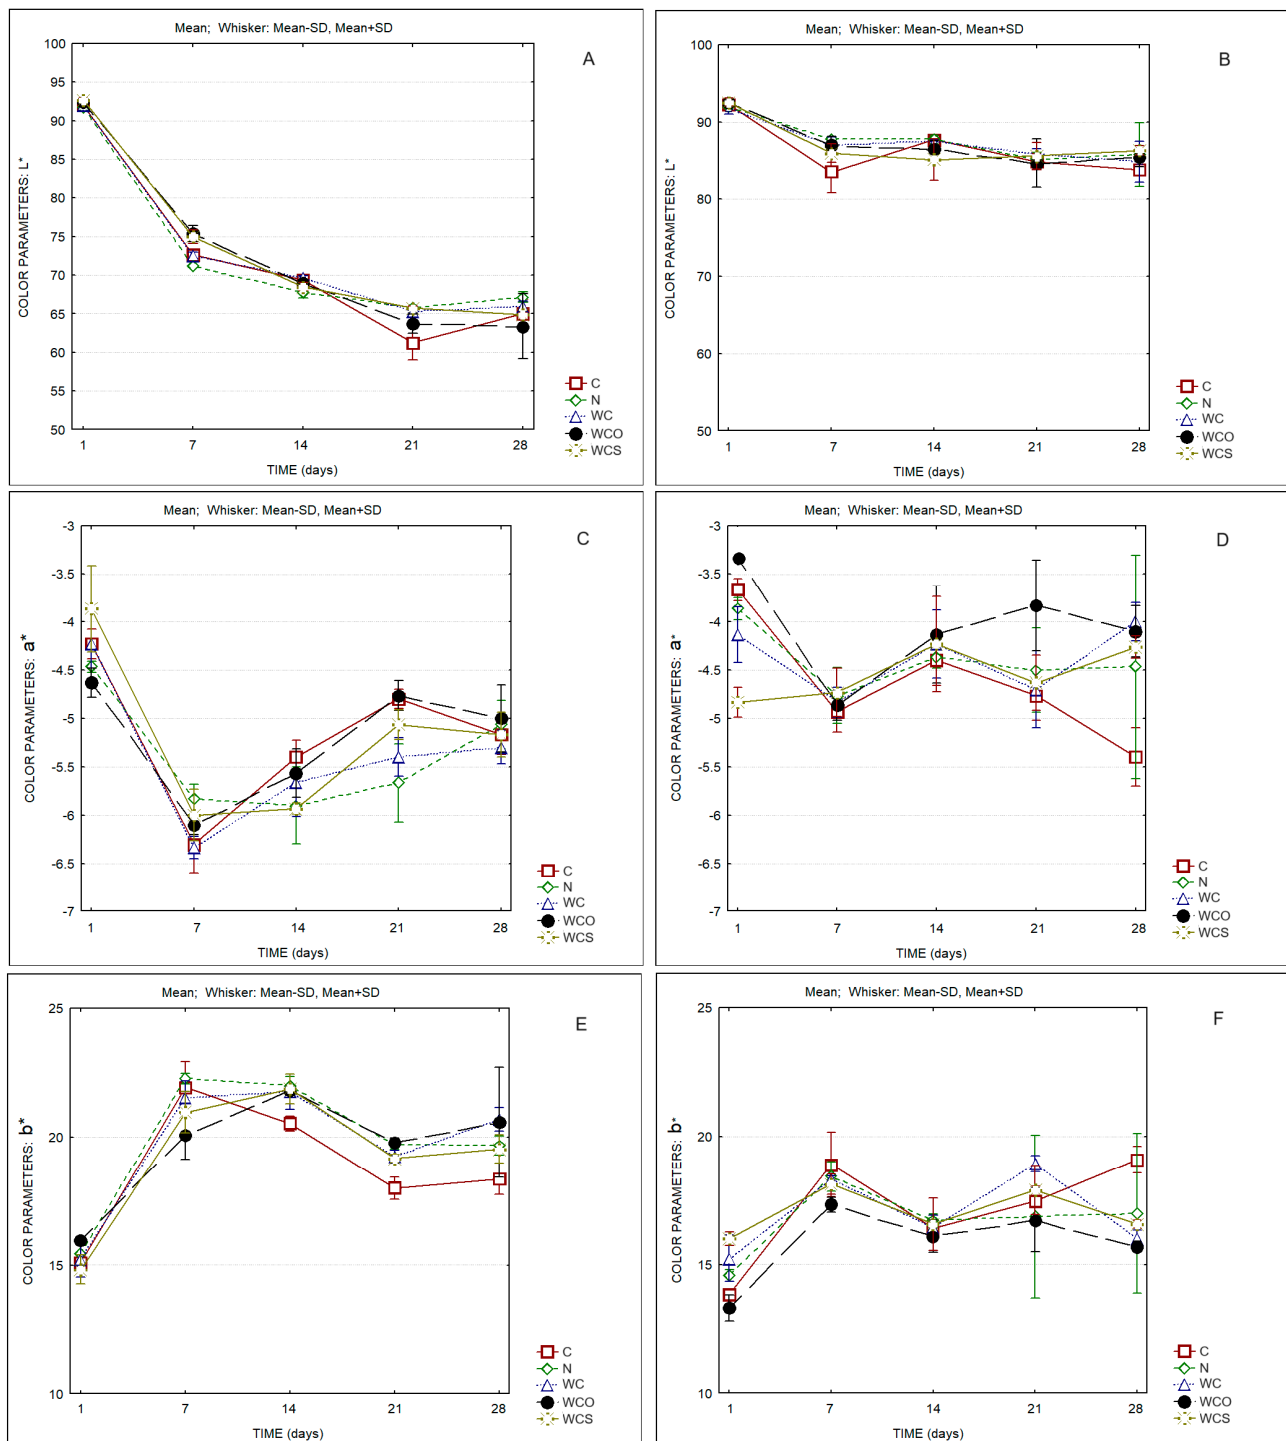 Mean; Whisker: Mean-SD, Mean+SD
A
COLOR PARAMETERS: L*
100
95
90
85
80
75
70
65
60
55
50
1 7 14 21 28
TIME (days)
C
N
WC
WCO
WCS
Mean; Whisker: Mean-SD, Mean+SD
B
COLOR PARAMETERS: L*
100
90
80
70
60
50
1 7 14 21 28
TIME (days)
C
N
WC
WCO
WCS
Mean; Whisker: Mean-SD, Mean+SD
C
COLOR PARAMETERS: a*
-3
-3.5
-4
-4.5
-5
-5.5
-6
-6.5
-7
1 7 14 21 28
TIME (days)
C
N
WC
WCO
WCS
Mean; Whisker: Mean-SD, Mean+SD
D
COLOR PARAMETERS: a*
-3
-3.5
-4
-4.5
-5
-5.5
-6
-6.5
-7
1 7 14 21 28
TIME (days)
C
N
WC
WCO
WCS
Mean; Whisker: Mean-SD, Mean+SD
E
COLOR PARAMETERS: b*
25
20
15
10
1 7 14 21 28
TIME (days)
C
N
WC
WCO
WCS
Mean; Whisker: Mean-SD, Mean+SD
F
COLOR PARAMETERS: b*
25
20
15
10
1 7 14 21 28
TIME (days)
C
N
WC
WCO
WCS